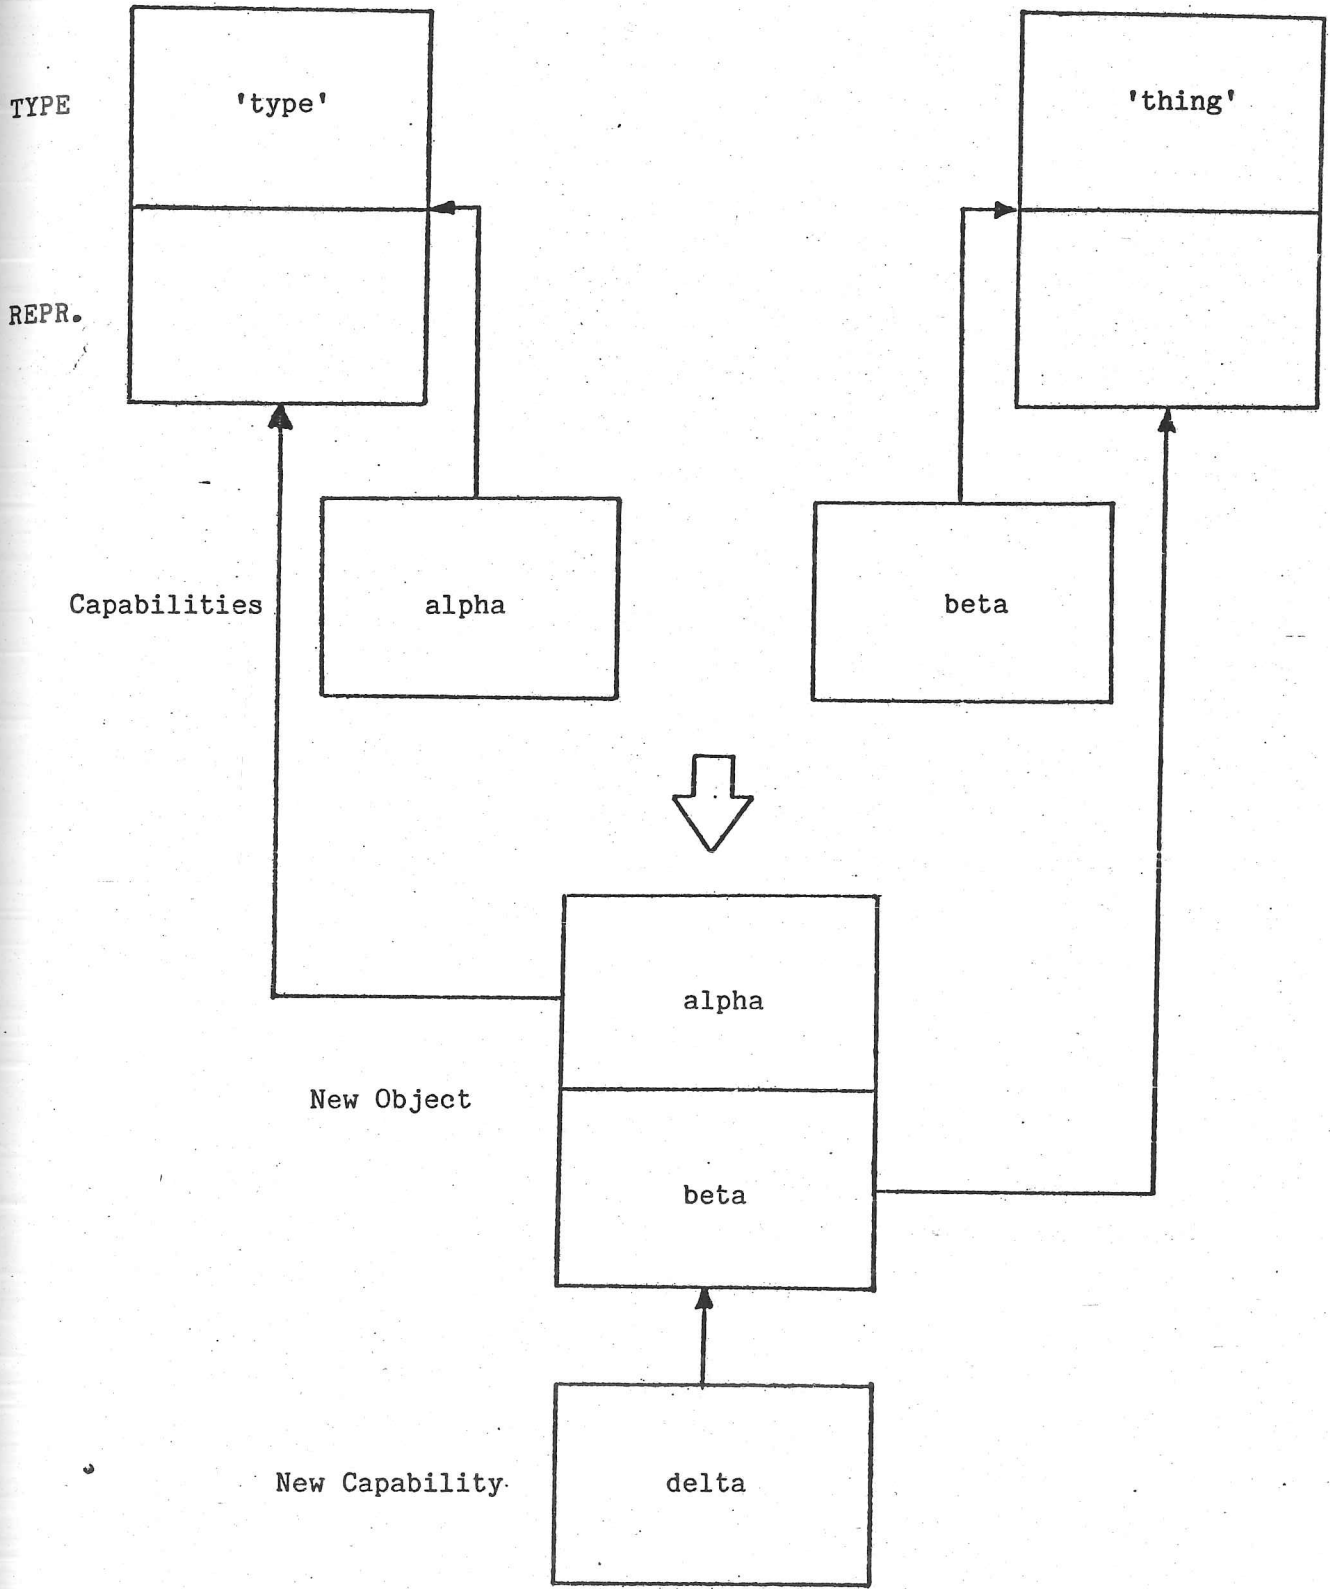 TYPE 'type' 'thing'
REPR.
Capabilities alpha beta
alpha
New Object
beta
New Capability delta